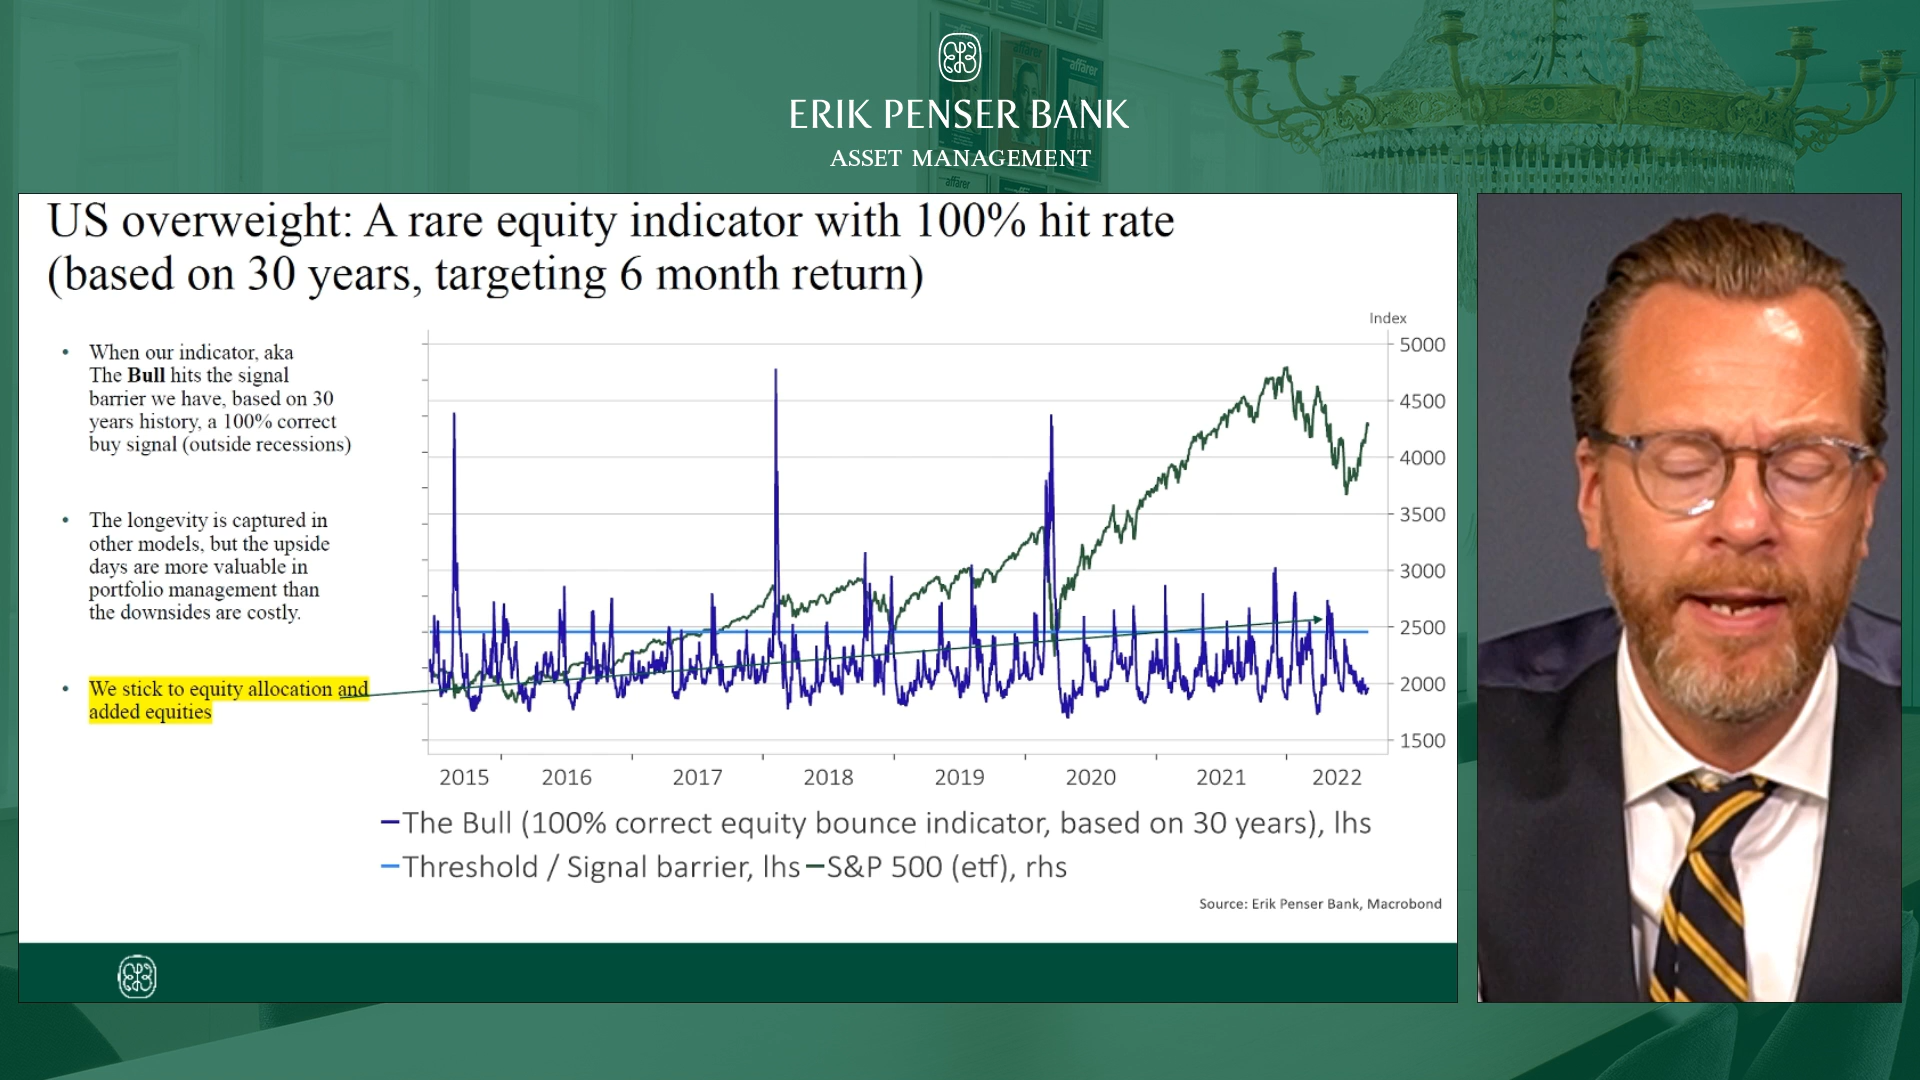 affärer
affärer
ERIK PENSER BANK
ASSET MANAGEMENT
affärer
US overweight: A rare equity indicator with 100% hit rate
(based on 30 years, targeting 6 month return)
• When our indicator, aka
The Bull hits the signal
barrier we have, based on 30
years history, a 100% correct
buy signal (outside recessions)
• The longevity is captured in
other models, but the upside
days are more valuable in
portfolio management than
the downsides are costly.
• We stick to equity allocation and
added equities
Index
5000
4500
4000
3500
3000
2500
2000
1500
2015 2016 2017 2018 2019 2020 2021 2022
The Bull (100% correct equity bounce indicator, based on 30 years), lhs
Threshold / Signal barrier, lhs S&P 500 (etf), rhs
Source: Erik Penser Bank, Macrobond